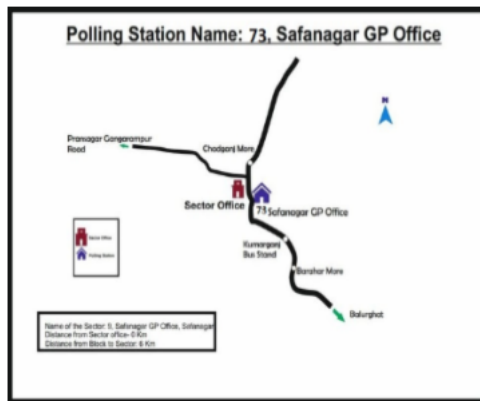 Polling Station Name: 73, Safanagar GP Office
N
Pransagar Gangarampur
Road
Chadganj More
Sector Office
73 Safanagar GP Office
Kumarganj
Bus Stand
Sector Office
Polling Station
Banshar More
Balurghat
Name of the Sector: 5, Safanagar GP Office, Safanagar
Distance from Sector office- 0 Km
Distance from Block to Sector: 6 Km